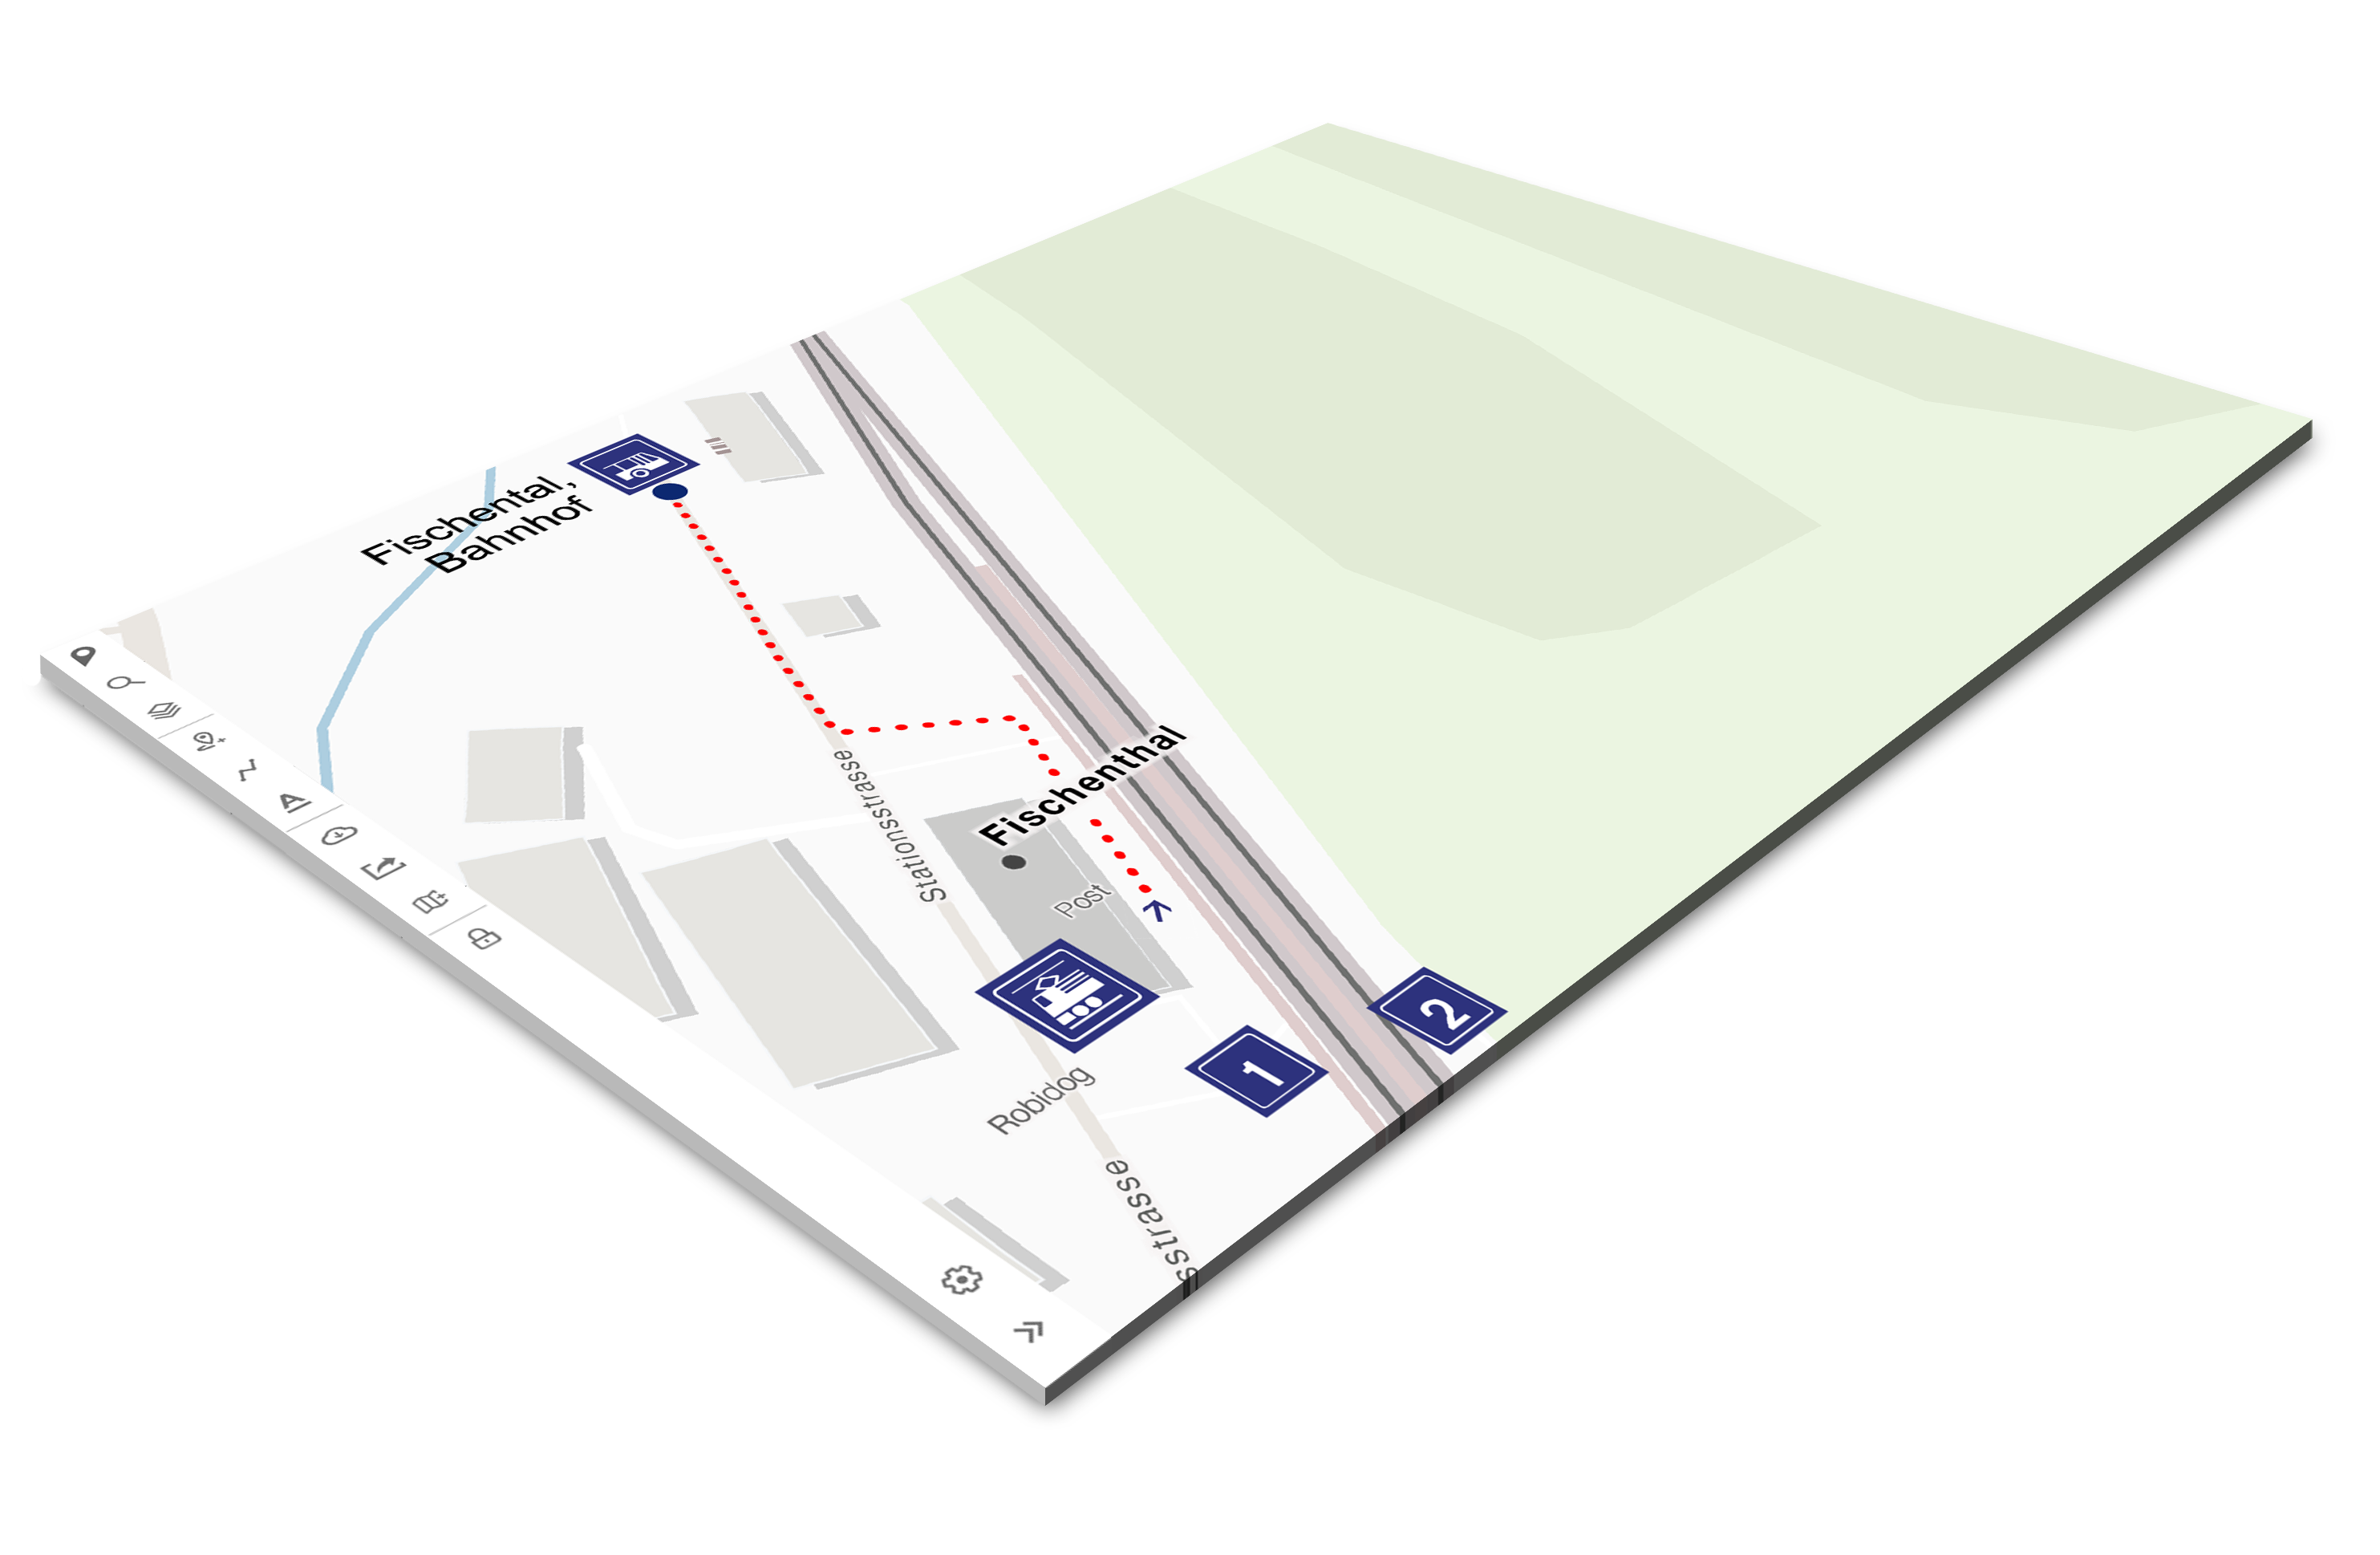 Fischental,
Bahnhof
Fischenthal
Stationsstrasse
Post
2
1
Robidog
sstrasse